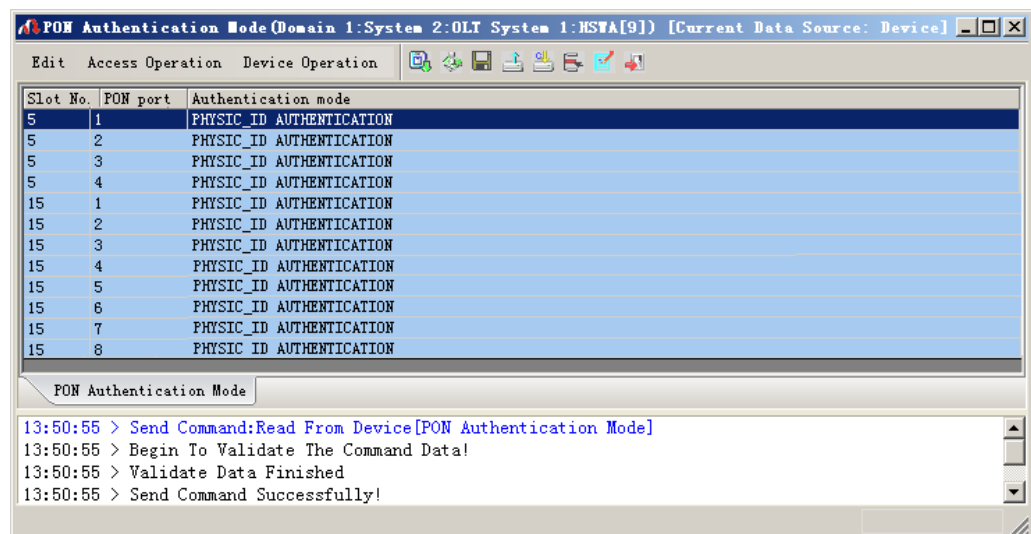 PON Authentication Mode(Domain 1:System 2:OLT System 1:HSWA[9]) [Current Data Source: Device]
Edit Access Operation Device Operation
Slot No. PON port Authentication mode
5 1 PHYSIC_ID AUTHENTICATION
5 2 PHYSIC_ID AUTHENTICATION
5 3 PHYSIC_ID AUTHENTICATION
5 4 PHYSIC_ID AUTHENTICATION
15 1 PHYSIC_ID AUTHENTICATION
15 2 PHYSIC_ID AUTHENTICATION
15 3 PHYSIC_ID AUTHENTICATION
15 4 PHYSIC_ID AUTHENTICATION
15 5 PHYSIC_ID AUTHENTICATION
15 6 PHYSIC_ID AUTHENTICATION
15 7 PHYSIC_ID AUTHENTICATION
15 8 PHYSIC ID AUTHENTICATION
PON Authentication Mode
13:50:55 > Send Command:Read From Device[PON Authentication Mode]
13:50:55 > Begin To Validate The Command Data!
13:50:55 > Validate Data Finished
13:50:55 > Send Command Successfully!